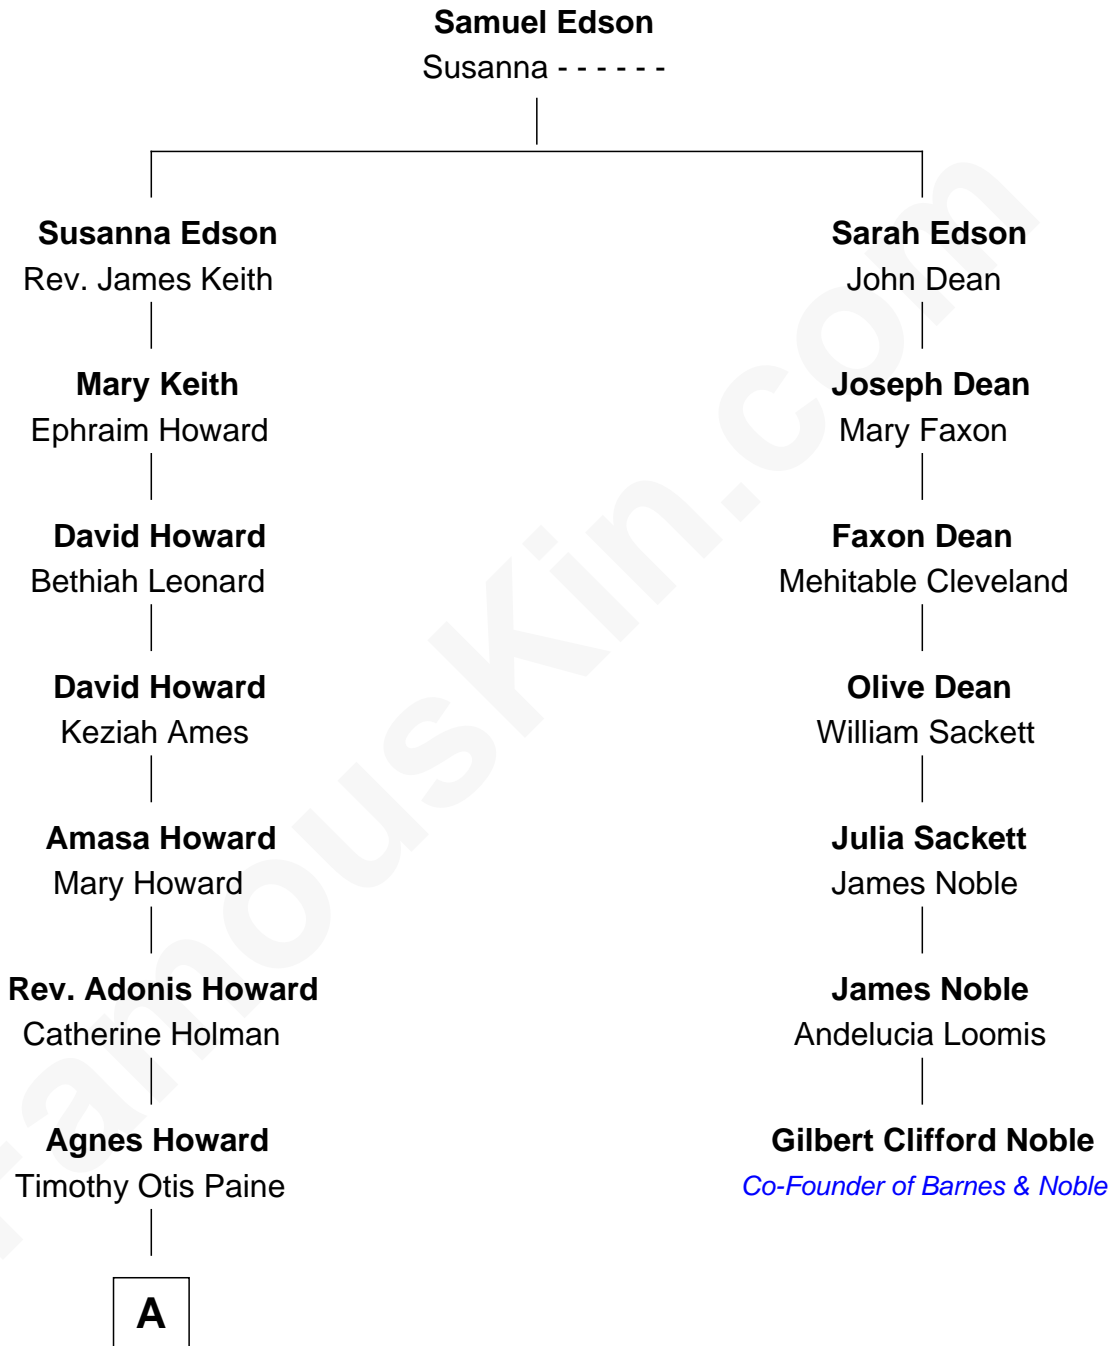 Samuel Edson
Susanna - - - - - -
Susanna Edson
Rev. James Keith
Sarah Edson
John Dean
Mary Keith
Ephraim Howard
Joseph Dean
Mary Faxon
David Howard
Bethiah Leonard
Faxon Dean
Mehitable Cleveland
David Howard
Keziah Ames
Olive Dean
William Sackett
Amasa Howard
Mary Howard
Julia Sackett
James Noble
Rev. Adonis Howard
Catherine Holman
James Noble
Andelucia Loomis
Agnes Howard
Timothy Otis Paine
Gilbert Clifford Noble
Co-Founder of Barnes & Noble
A
FamousKin.com